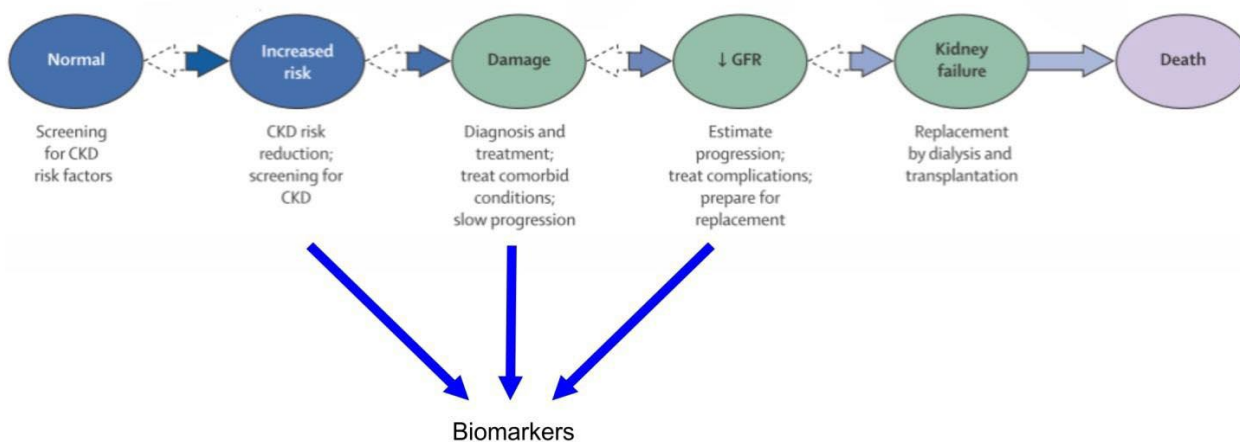 Normal
Increased
risk
Damage
↓ GFR
Kidney
failure
Death
Screening
for CKD
risk factors
CKD risk
reduction;
screening for
CKD
Diagnosis and
treatment;
treat comorbid
conditions;
slow progression
Estimate
progression;
treat complications;
prepare for
replacement
Replacement
by dialysis and
transplantation
Biomarkers